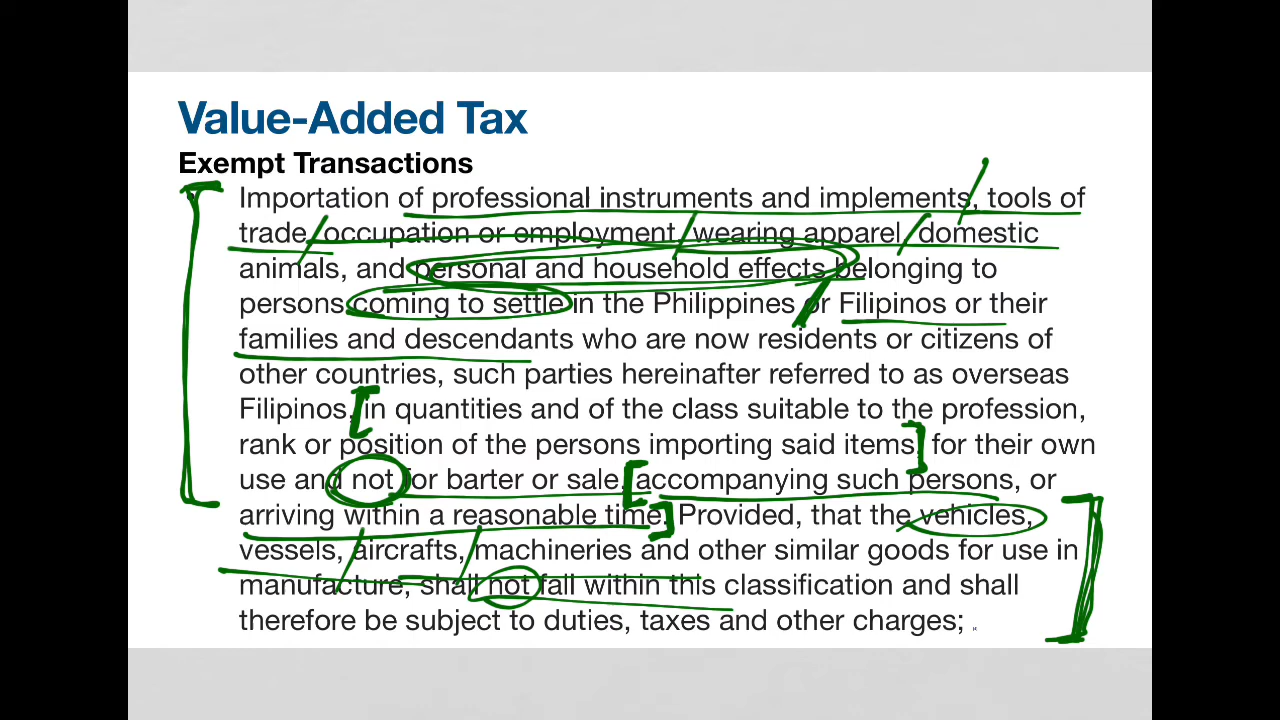 Value-Added Tax
Exempt Transactions
Importation of professional instruments and implements, tools of
trade, occupation or employment, wearing apparel, domestic
animals, and personal and household effects belonging to
persons coming to settle in the Philippines or Filipinos or their
families and descendants who are now residents or citizens of
other countries, such parties hereinafter referred to as overseas
Filipinos, in quantities and of the class suitable to the profession,
rank or position of the persons importing said items, for their own
use and not for barter or sale, accompanying such persons, or
arriving within a reasonable time: Provided, that the vehicles,
vessels, aircrafts, machineries and other similar goods for use in
manufacture, shall not fall within this classification and shall
therefore be subject to duties, taxes and other charges;